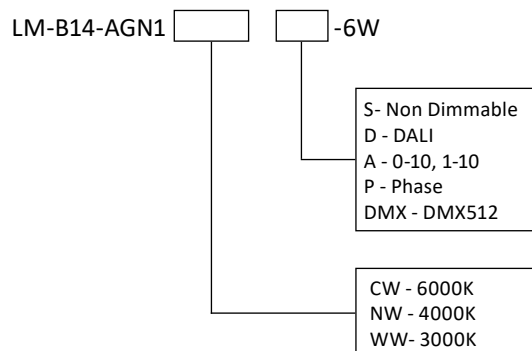 LM-B14-AGN1 -6W
S- Non Dimmable
D - DALI
A - 0-10, 1-10
P - Phase
DMX - DMX512
CW - 6000K
NW - 4000K
WW- 3000K